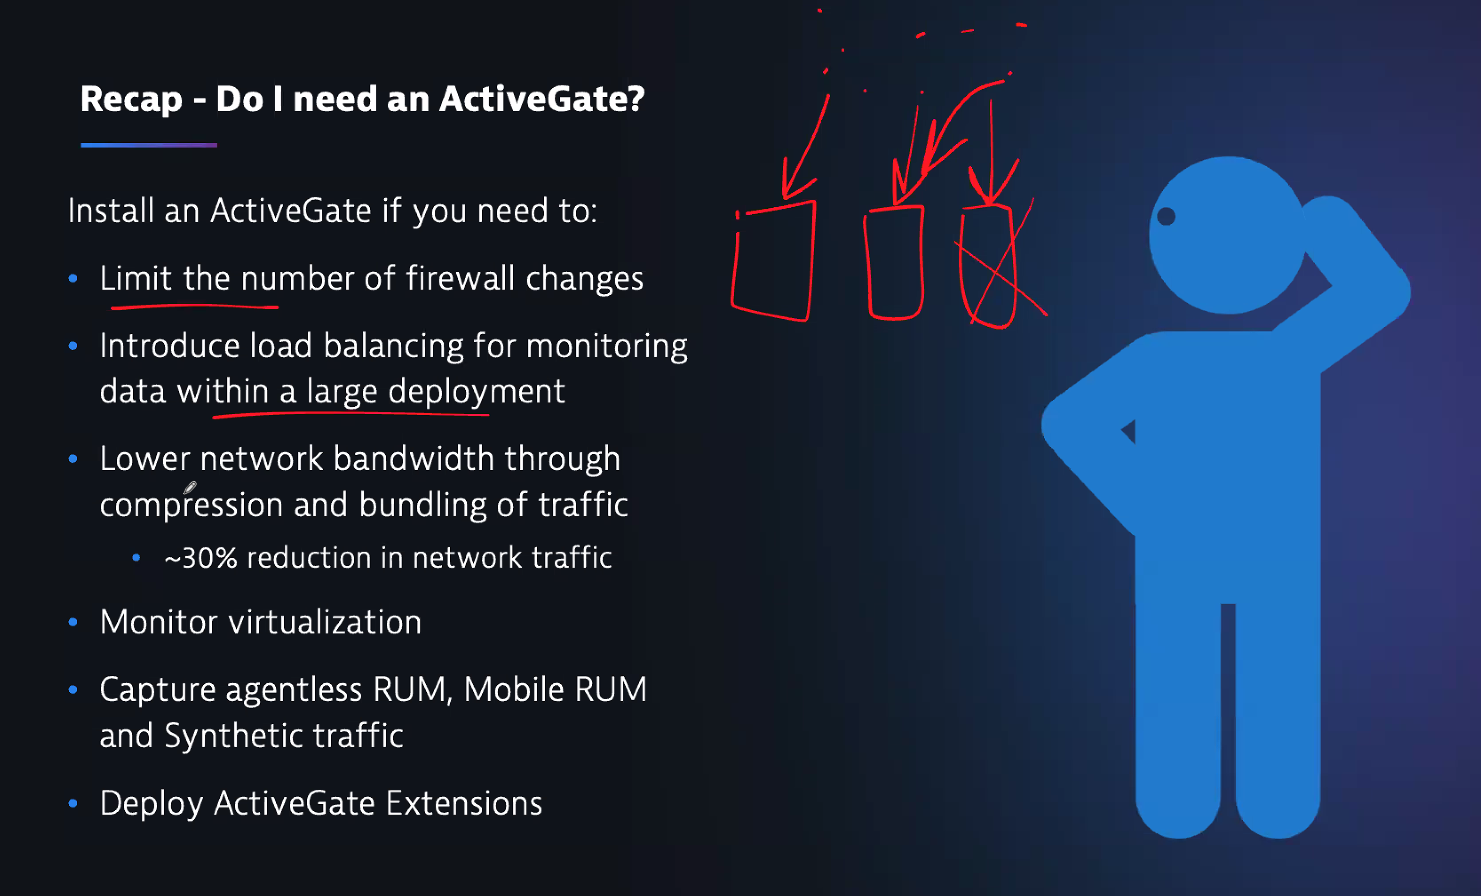 Recap - Do I need an ActiveGate?
Install an ActiveGate if you need to:
• Limit the number of firewall changes
• Introduce load balancing for monitoring
data within a large deployment
• Lower network bandwidth through
compression and bundling of traffic
• ~30% reduction in network traffic
• Monitor virtualization
• Capture agentless RUM, Mobile RUM
and Synthetic traffic
• Deploy ActiveGate Extensions